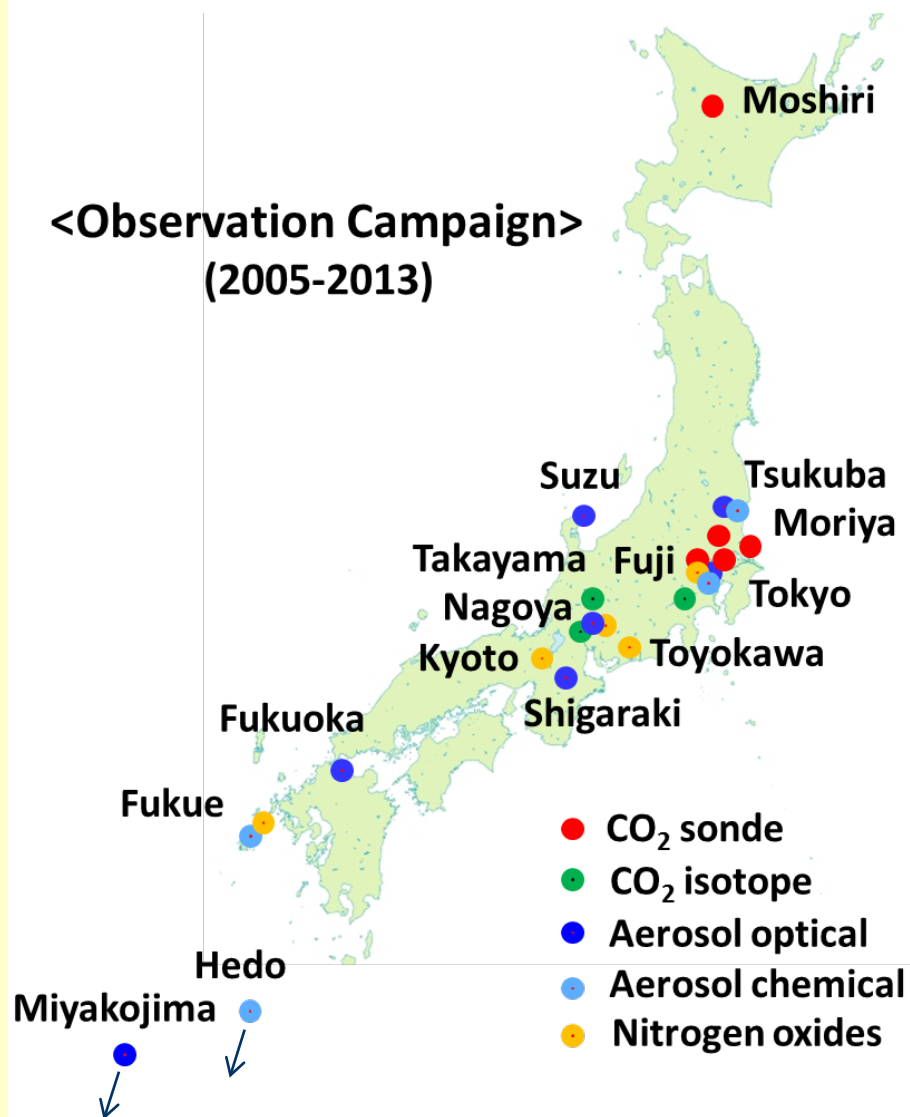 Moshiri
<Observation Campaign>
(2005-2013)
Suzu
Tsukuba
Moriya
Takayama
Fuji
Nagoya
Tokyo
Kyoto
Toyokawa
Shigaraki
Fukuoka
Fukue
CO₂ sonde
CO₂ isotope
Aerosol optical
Hedo
Aerosol chemical
Miyakojima
Nitrogen oxides